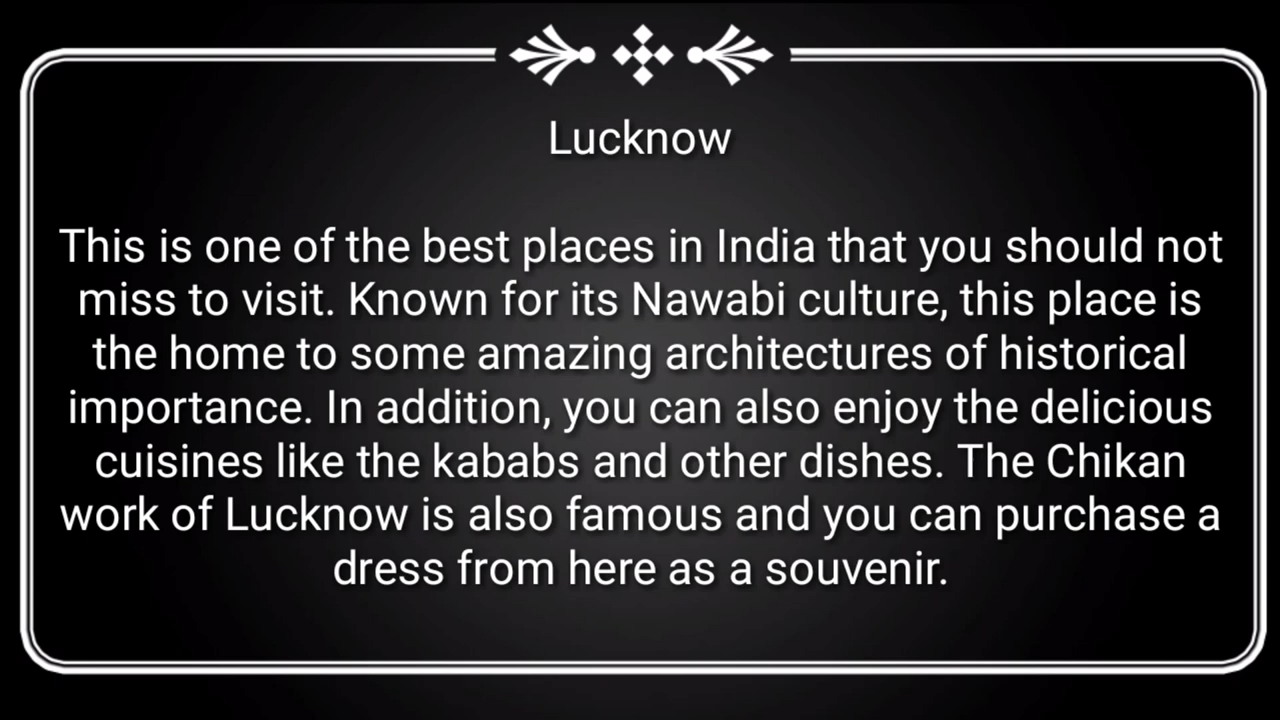 Lucknow
This is one of the best places in India that you should not
miss to visit. Known for its Nawabi culture, this place is
the home to some amazing architectures of historical
importance. In addition, you can also enjoy the delicious
cuisines like the kababs and other dishes. The Chikan
work of Lucknow is also famous and you can purchase a
dress from here as a souvenir.